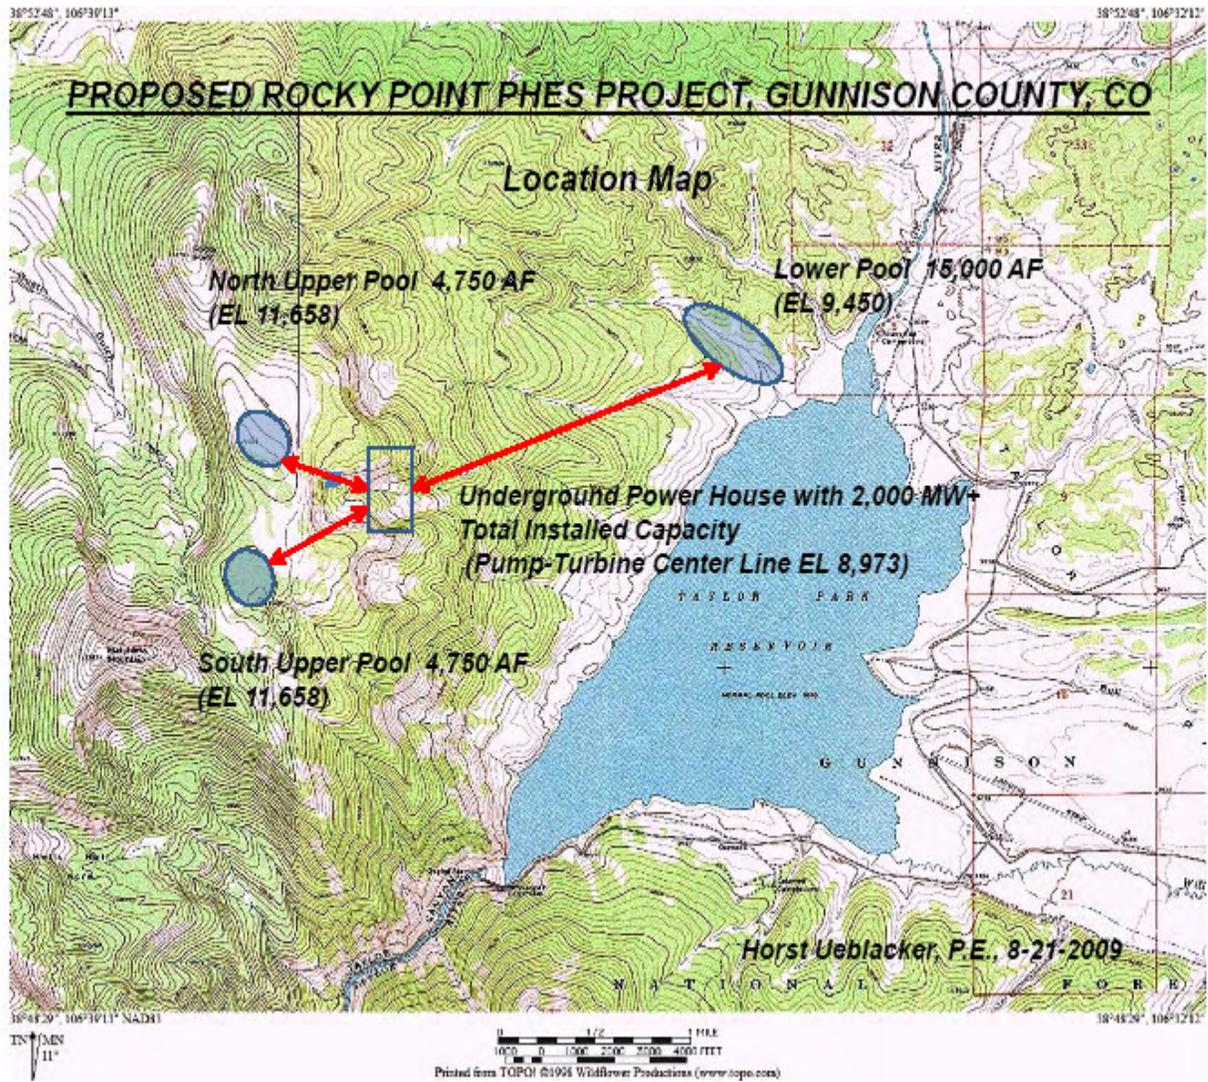 38°52'48", 106°39'13"
38°52'48", 106°32'12"
PROPOSED ROCKY POINT PHES PROJECT, GUNNISON COUNTY, CO
Location Map
North Upper Pool 4,750 AF
(EL 11,658)
Lower Pool 15,000 AF
(EL 9,450)
Underground Power House with 2,000 MW+
Total Installed Capacity
(Pump-Turbine Center Line EL 8,973)
TAYLOR PARK
RESERVOIR
South Upper Pool 4,750 AF
(EL 11,658)
GUNNISON
21
Horst Ueblacker, P.E., 8-21-2009
NATIONAL FORE
38°48'29", 106°39'13" NAD83
38°48'29", 106°32'12"
TN MN
11°
0 1/2 1 MILE
1000 0 1000 2000 3000 4000 FEET
Printed from TOPO! ©1998 Wildflower Productions (www.topo.com)